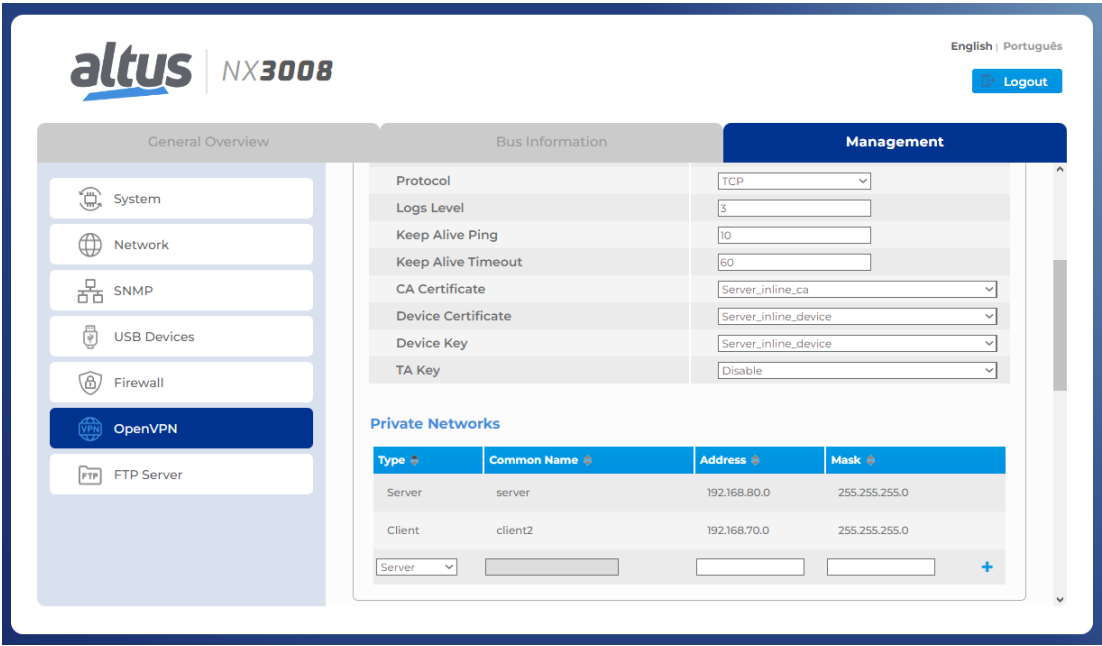 English | Português
altus NX3008
Logout
General Overview Bus Information Management
System
Network
SNMP
USB Devices
Firewall
VPN OpenVPN
FTP FTP Server
Protocol TCP
Logs Level 3
Keep Alive Ping 10
Keep Alive Timeout 60
CA Certificate Server_inline_ca
Device Certificate Server_inline_device
Device Key Server_inline_device
TA Key Disable
Private Networks
Type Common Name Address Mask
Server server 192.168.80.0 255.255.255.0
Client client2 192.168.70.0 255.255.255.0
Server +